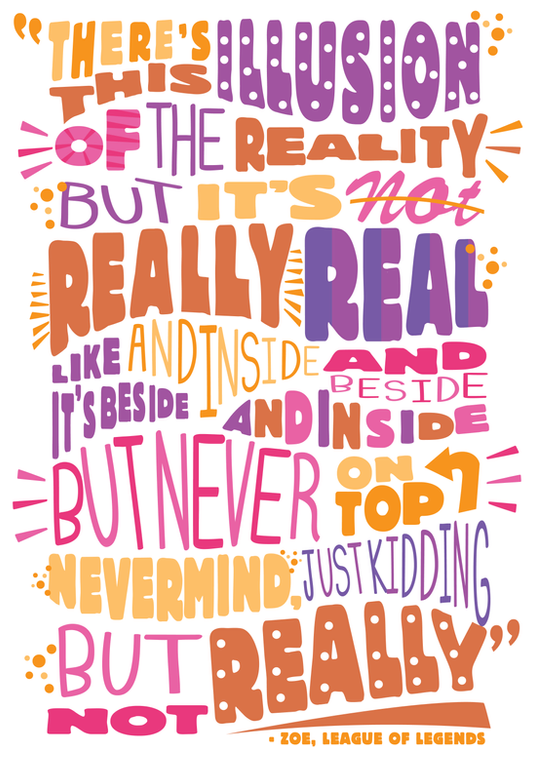 “THERE'S
THIS ILLUSION
OF THE REALITY
BUT IT'S Not
REALLY REAL
LIKE AND INSIDE AND
IT'S BESIDE AND INSIDE BESIDE
BUT NEVER ON
TOP
NEVERMIND, JUST KIDDING
BUT REALLY”
NOT
- ZOE, LEAGUE OF LEGENDS